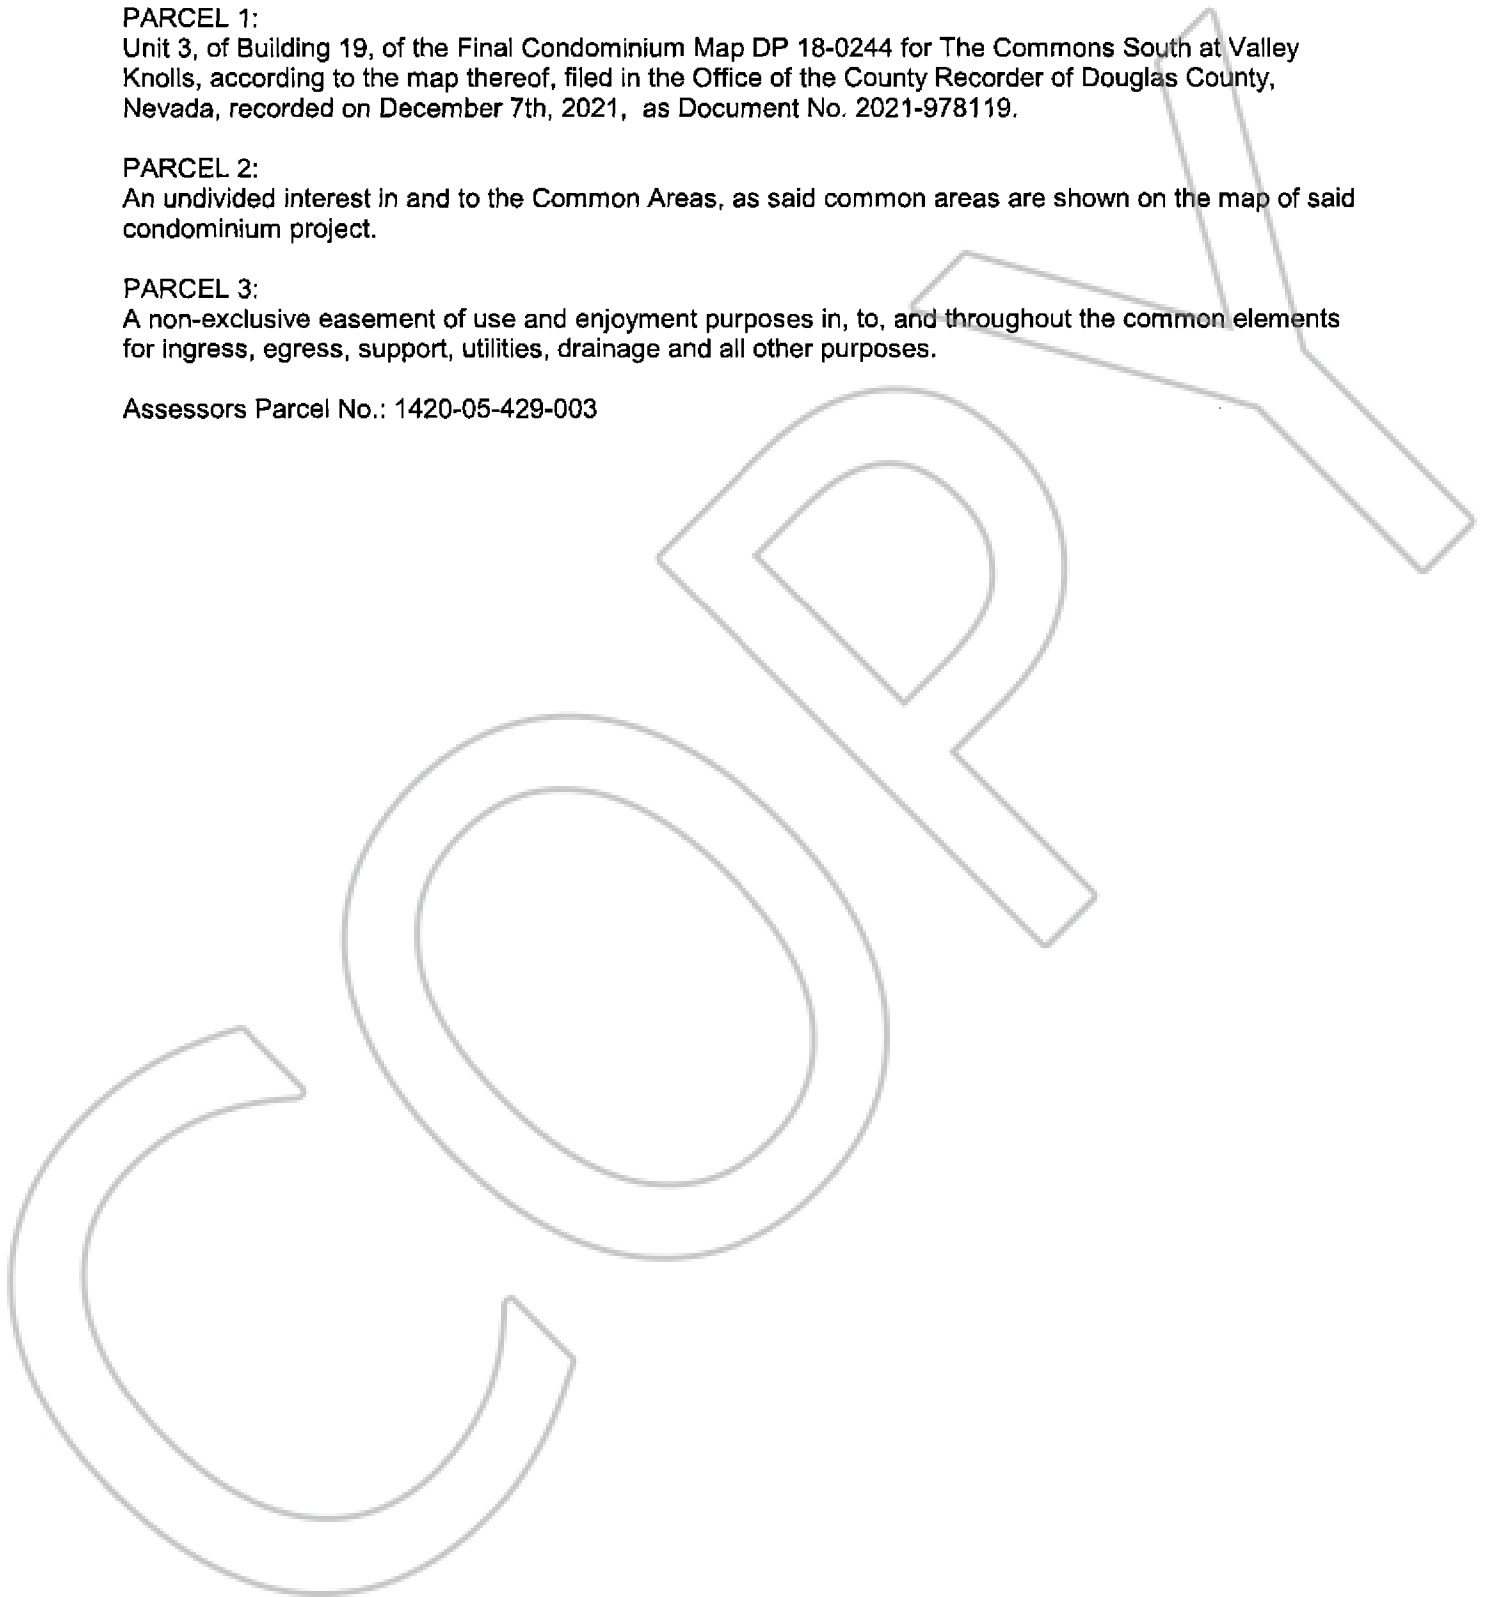 PARCEL 1:
Unit 3, of Building 19, of the Final Condominium Map DP 18-0244 for The Commons South at Valley
Knolls, according to the map thereof, filed in the Office of the County Recorder of Douglas County,
Nevada, recorded on December 7th, 2021,  as Document No. 2021-978119.
PARCEL 2:
An undivided interest in and to the Common Areas, as said common areas are shown on the map of said
condominium project.
PARCEL 3:
A non-exclusive easement of use and enjoyment purposes in, to, and throughout the common elements
for ingress, egress, support, utilities, drainage and all other purposes.
Assessors Parcel No.: 1420-05-429-003
COPY